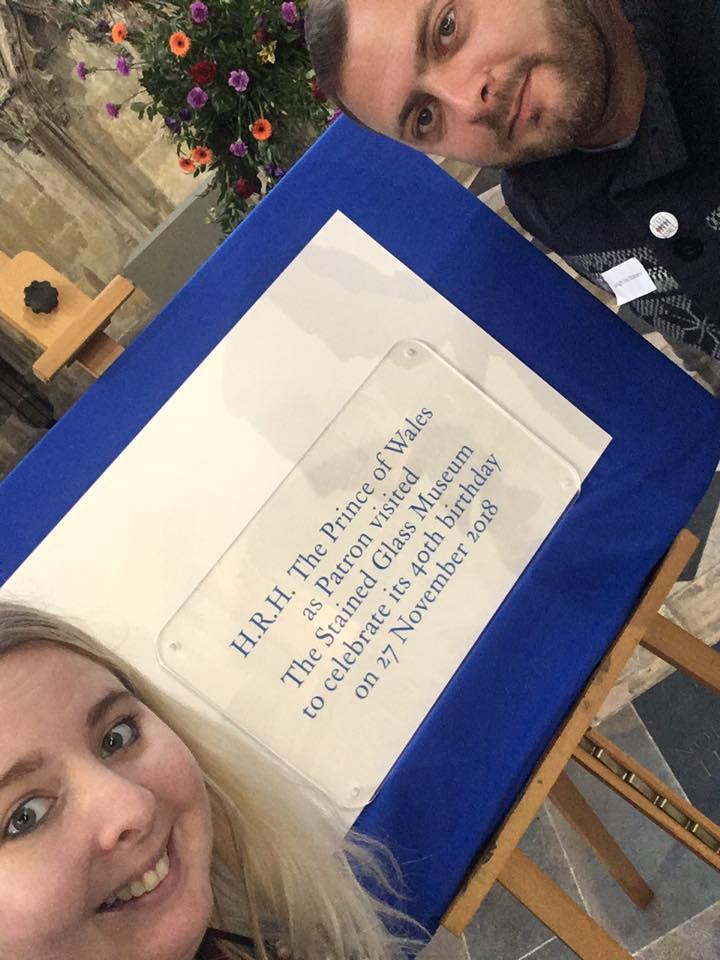 H.R.H. The Prince of Wales
as Patron visited
The Stained Glass Museum
to celebrate its 40th birthday
on 27 November 2018